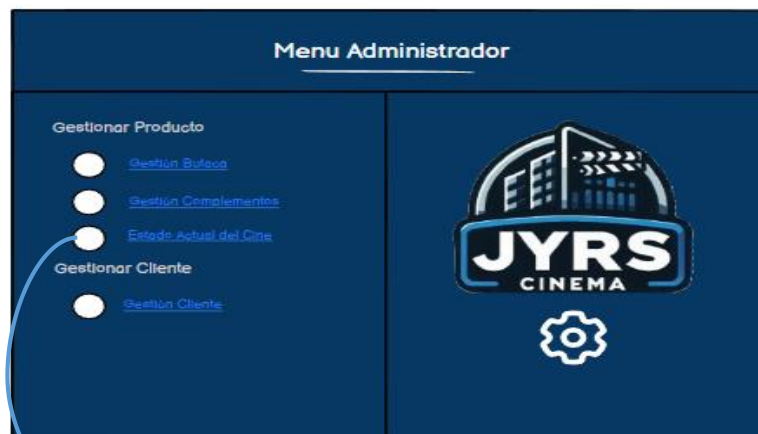 Menu Administrador
Gestionar Producto
Gestión Butaca
Gestión Complementos
Estado Actual del Cine
Gestionar Cliente
Gestión Cliente
JYRS
CINEMA